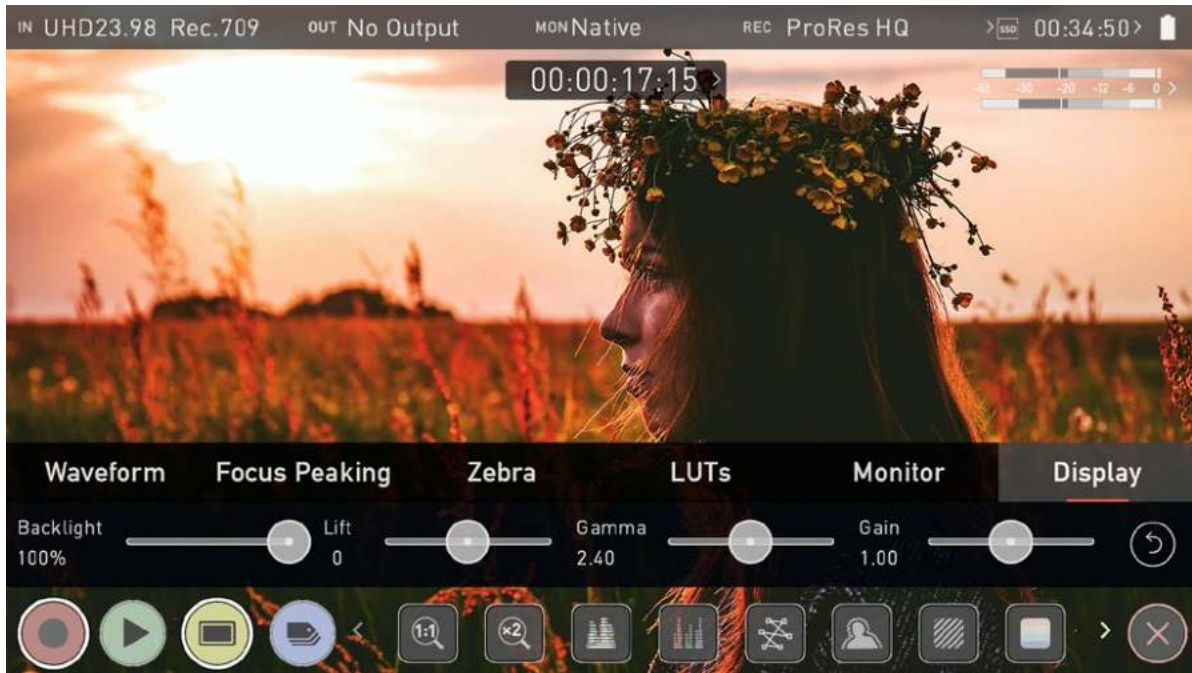 IN UHD23.98 Rec.709 OUT No Output MON Native REC ProRes HQ >SSD 00:34:50>
00:00:17:15 >
-30 -20 -12 -6 0 >
Waveform Focus Peaking Zebra LUTs Monitor Display
Backlight Lift Gamma Gain
100% 0 2.40 1.00
1:1 ×2